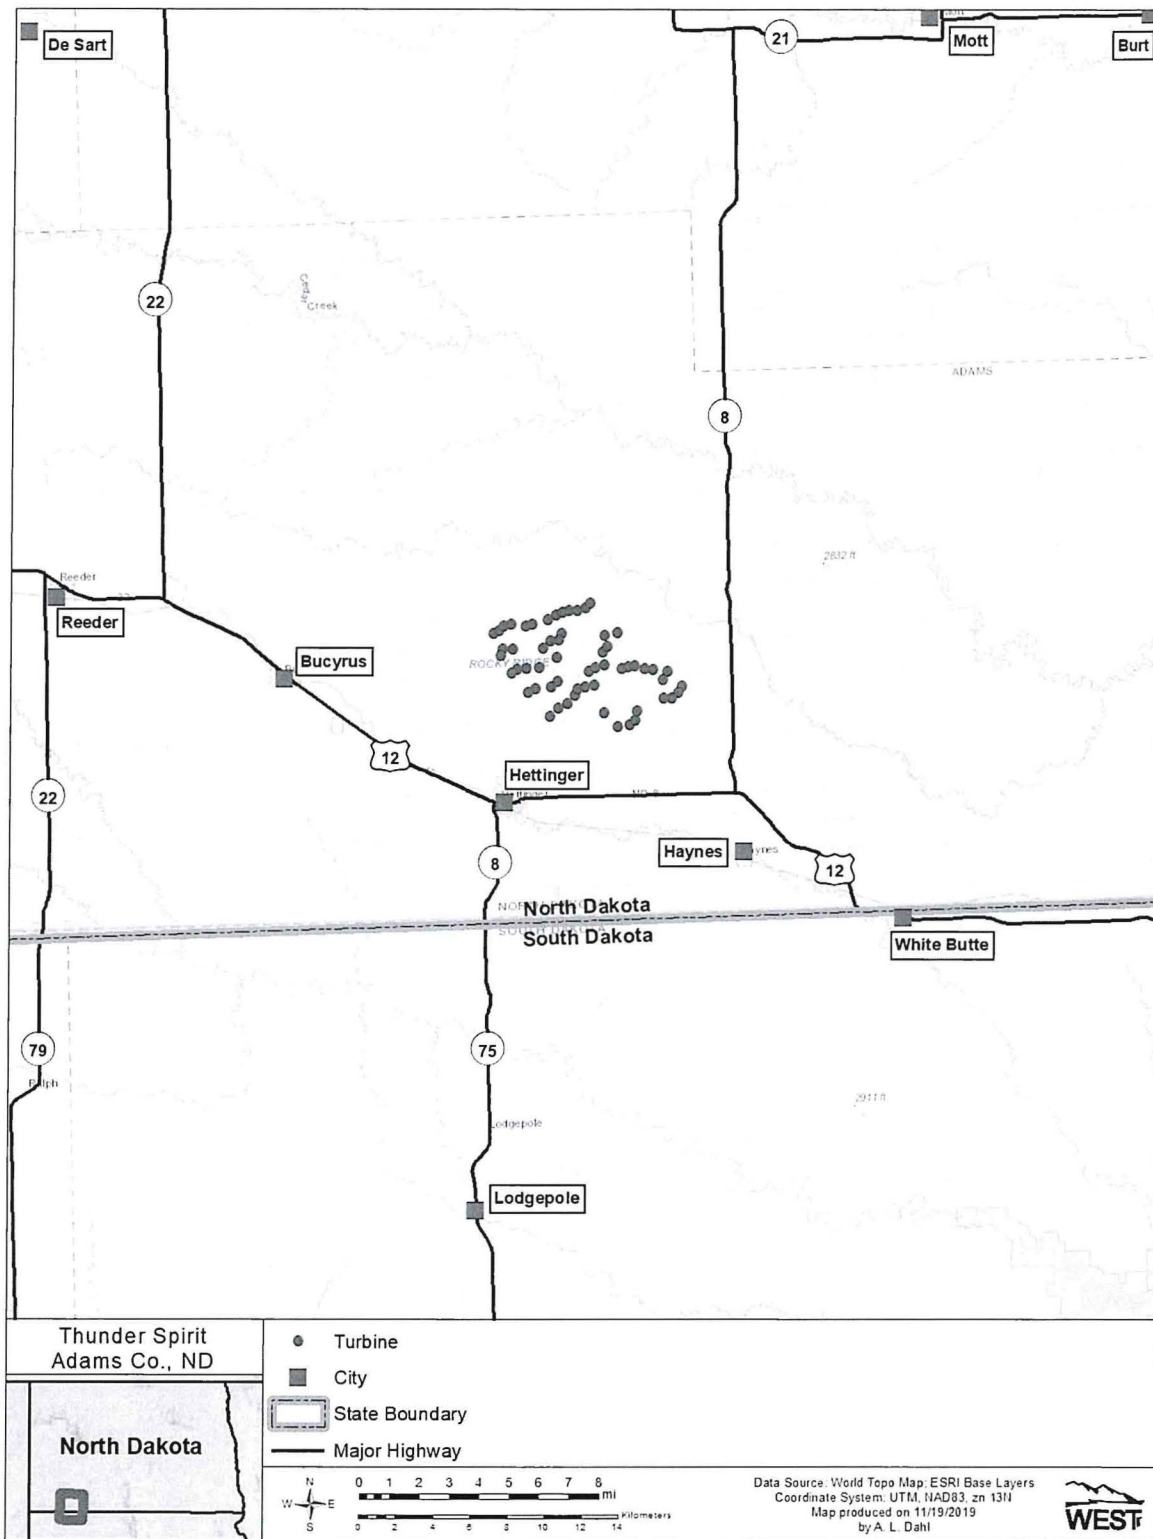 De Sart
21
Mott
Burt
22
Cedar
Creek
ADAMS
8
2832 ft
Reeder
Reeder
Bucyrus
ROCKY RIDGE
12
Hettinger
22
8
Haynes
12
North Dakota
South Dakota
White Butte
79
75
Ralph
2911 ft
Lodgepole
Lodgepole
Thunder Spirit
Adams Co., ND
North Dakota
Turbine
City
State Boundary
Major Highway
N
W E
S
0 1 2 3 4 5 6 7 8
mi
Kilometers
0 2 4 6 8 10 12 14
Data Source: World Topo Map; ESRI Base Layers
Coordinate System: UTM, NAD83, zn 13N
Map produced on 11/19/2019
by A. L. Dahl
WEST